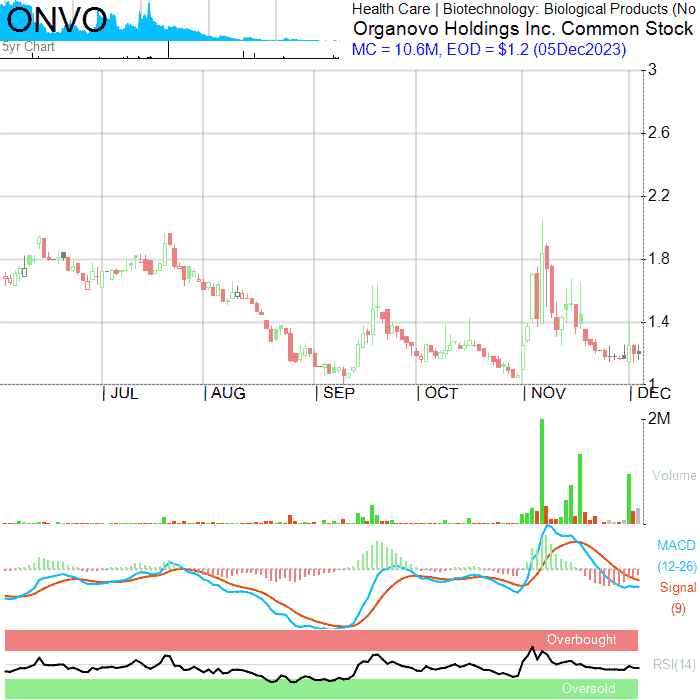 ONVO
5yr Chart
Health Care | Biotechnology: Biological Products (No
Organovo Holdings Inc. Common Stock
MC = 10.6M, EOD = $1.2 (05Dec2023)
3
2.6
2.2
1.8
1.4
1
JUL AUG SEP OCT NOV DEC
2M
Volume
MACD
(12-26)
Signal
(9)
Overbought
RSI(14)
Oversold